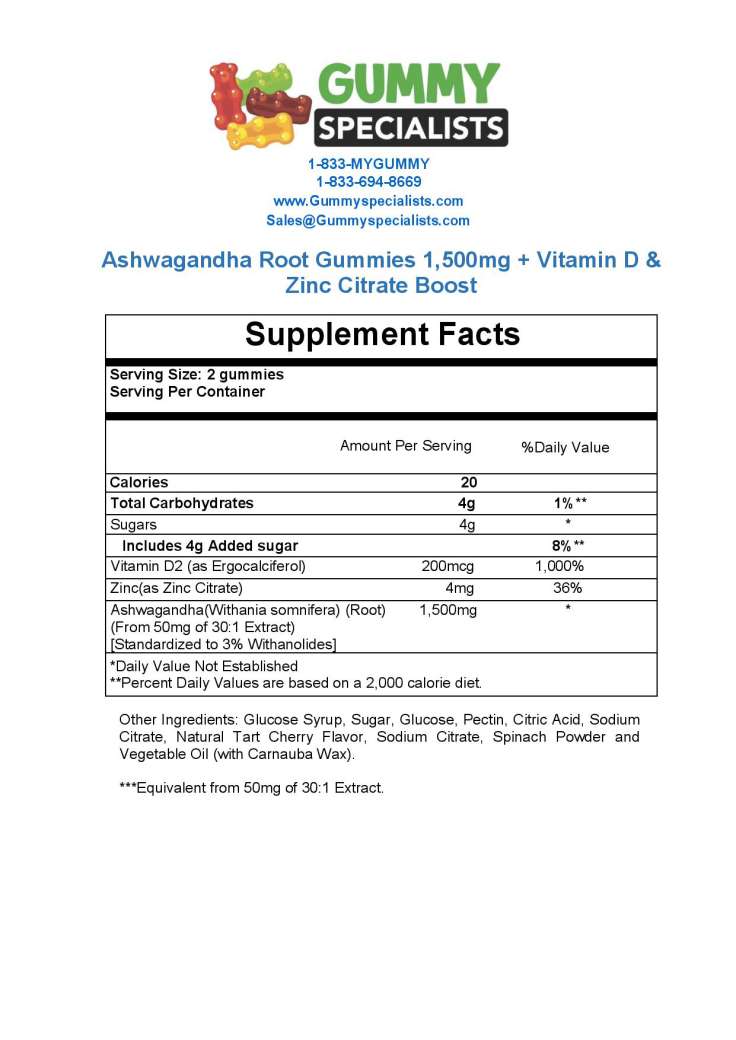 GUMMY
SPECIALISTS
1-833-MYGUMMY
1-833-694-8669
www.Gummyspecialists.com
Sales@Gummyspecialists.com
Ashwagandha Root Gummies 1,500mg + Vitamin D &
Zinc Citrate Boost
Supplement Facts
Serving Size: 2 gummies
Serving Per Container
Amount Per Serving %Daily Value
Calories 20
Total Carbohydrates 4g 1%**
Sugars 4g *
Includes 4g Added sugar 8%**
Vitamin D2 (as Ergocalciferol) 200mcg 1,000%
Zinc(as Zinc Citrate) 4mg 36%
Ashwagandha(Withania somnifera) (Root) 1,500mg *
(From 50mg of 30:1 Extract)
[Standardized to 3% Withanolides]
*Daily Value Not Established
**Percent Daily Values are based on a 2,000 calorie diet.
Other Ingredients: Glucose Syrup, Sugar, Glucose, Pectin, Citric Acid, Sodium
Citrate, Natural Tart Cherry Flavor, Sodium Citrate, Spinach Powder and
Vegetable Oil (with Carnauba Wax).
***Equivalent from 50mg of 30:1 Extract.